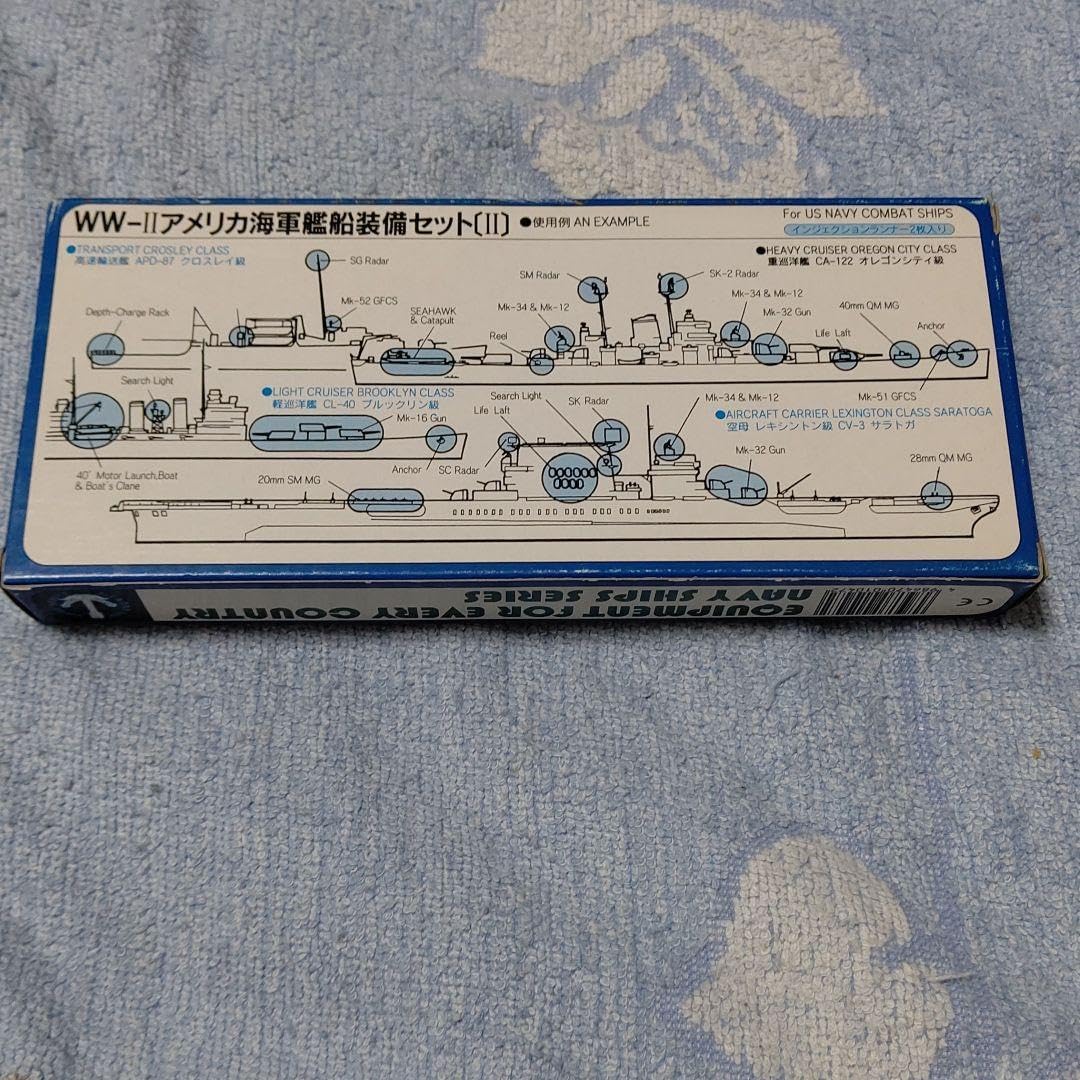 WW-IIアメリカ海軍艦船装備セット〔II〕 ●使用例 AN EXAMPLE
For US NAVY COMBAT SHIPS
インジェクションランナー2枚入り
●TRANSPORT CROSLEY CLASS
高速輸送艦 APD-87 クロスレイ級
SG Radar
Mk-52 GFCS
Depth-Charge Rack
SEAHAWK
& Catapult
●HEAVY CRUISER OREGON CITY CLASS
重巡洋艦 CA-122 オレゴンシティ級
SM Radar
SK-2 Radar
Mk-34 & Mk-12
Reel
Mk-34 & Mk-12
Mk-32 Gun
40mm QM MG
Life Laft
Anchor
Mk-51 GFCS
Search Light
●LIGHT CRUISER BROOKLYN CLASS
軽巡洋艦 CL-40 ブルックリン級
Mk-16 Gun
Anchor
40' Motor Launch,Boat
& Boat's Clane
Search Light
Life Laft
SK Radar
SC Radar
Mk-34 & Mk-12
●AIRCRAFT CARRIER LEXINGTON CLASS SARATOGA
空母 レキシントン級 CV-3 サラトガ
Mk-32 Gun
28mm QM MG
20mm SM MG
EQUIPMENT FOR EVERY COUNTRY
NAVY SHIPS SERIES
CE